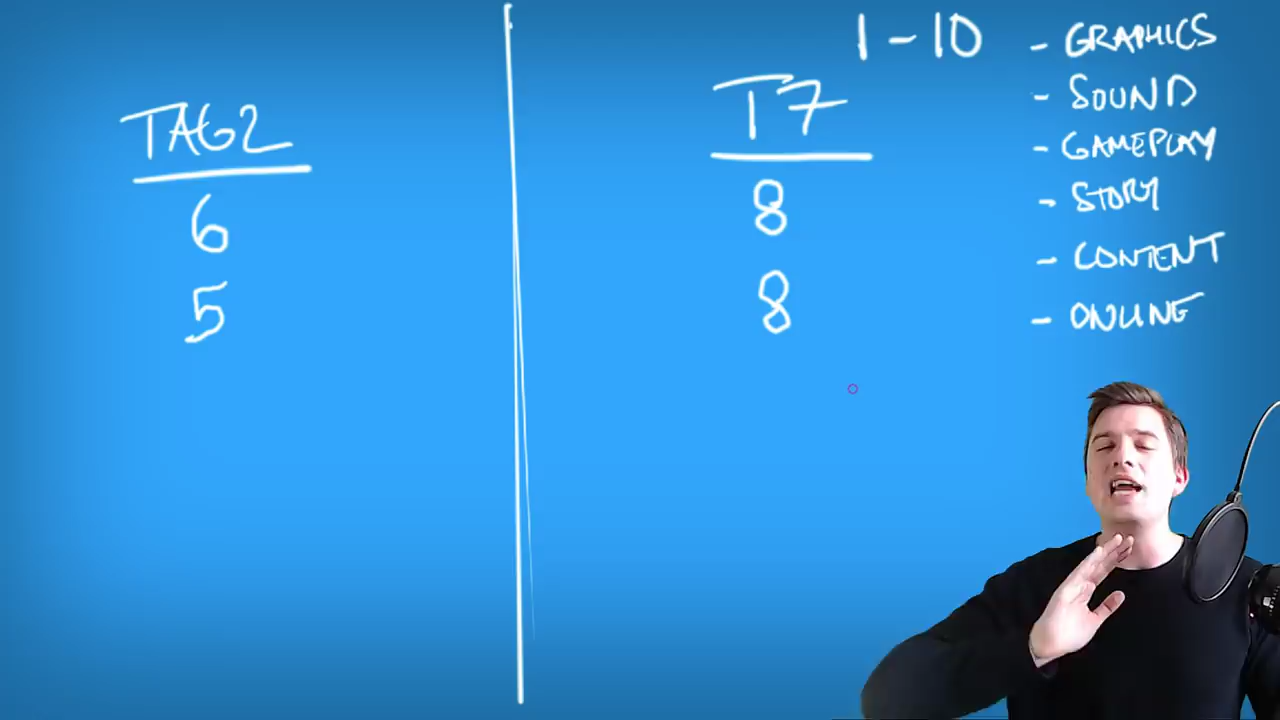 TAG2
6
5
T7
8
8
1-10
- GRAPHICS
- SOUND
- GAMEPLAY
- STORY
- CONTENT
- ONLINE